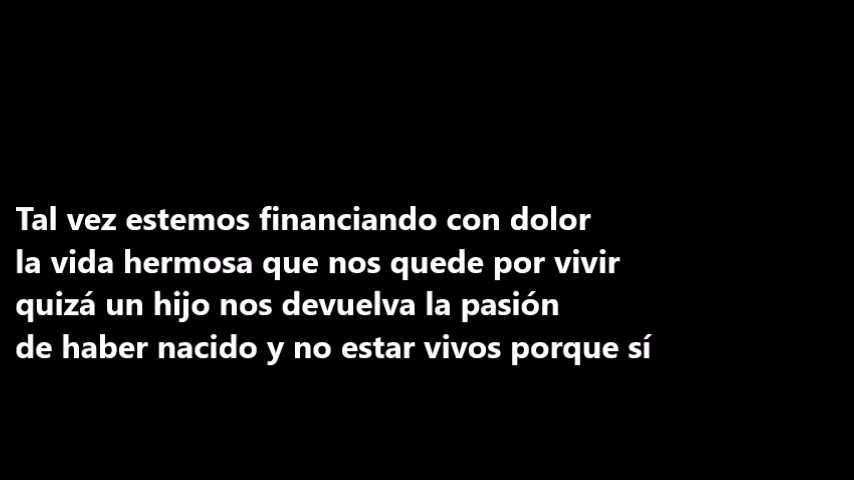 Tal vez estemos financiando con dolor
la vida hermosa que nos quede por vivir
quizá un hijo nos devuelva la pasión
de haber nacido y no estar vivos porque sí